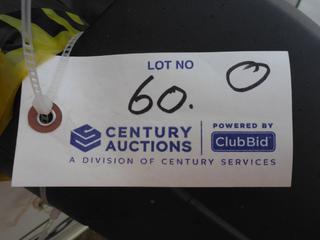 LOT NO
60. O
CENTURY
AUCTIONS
POWERED BY
ClubBid
A DIVISION OF CENTURY SERVICES